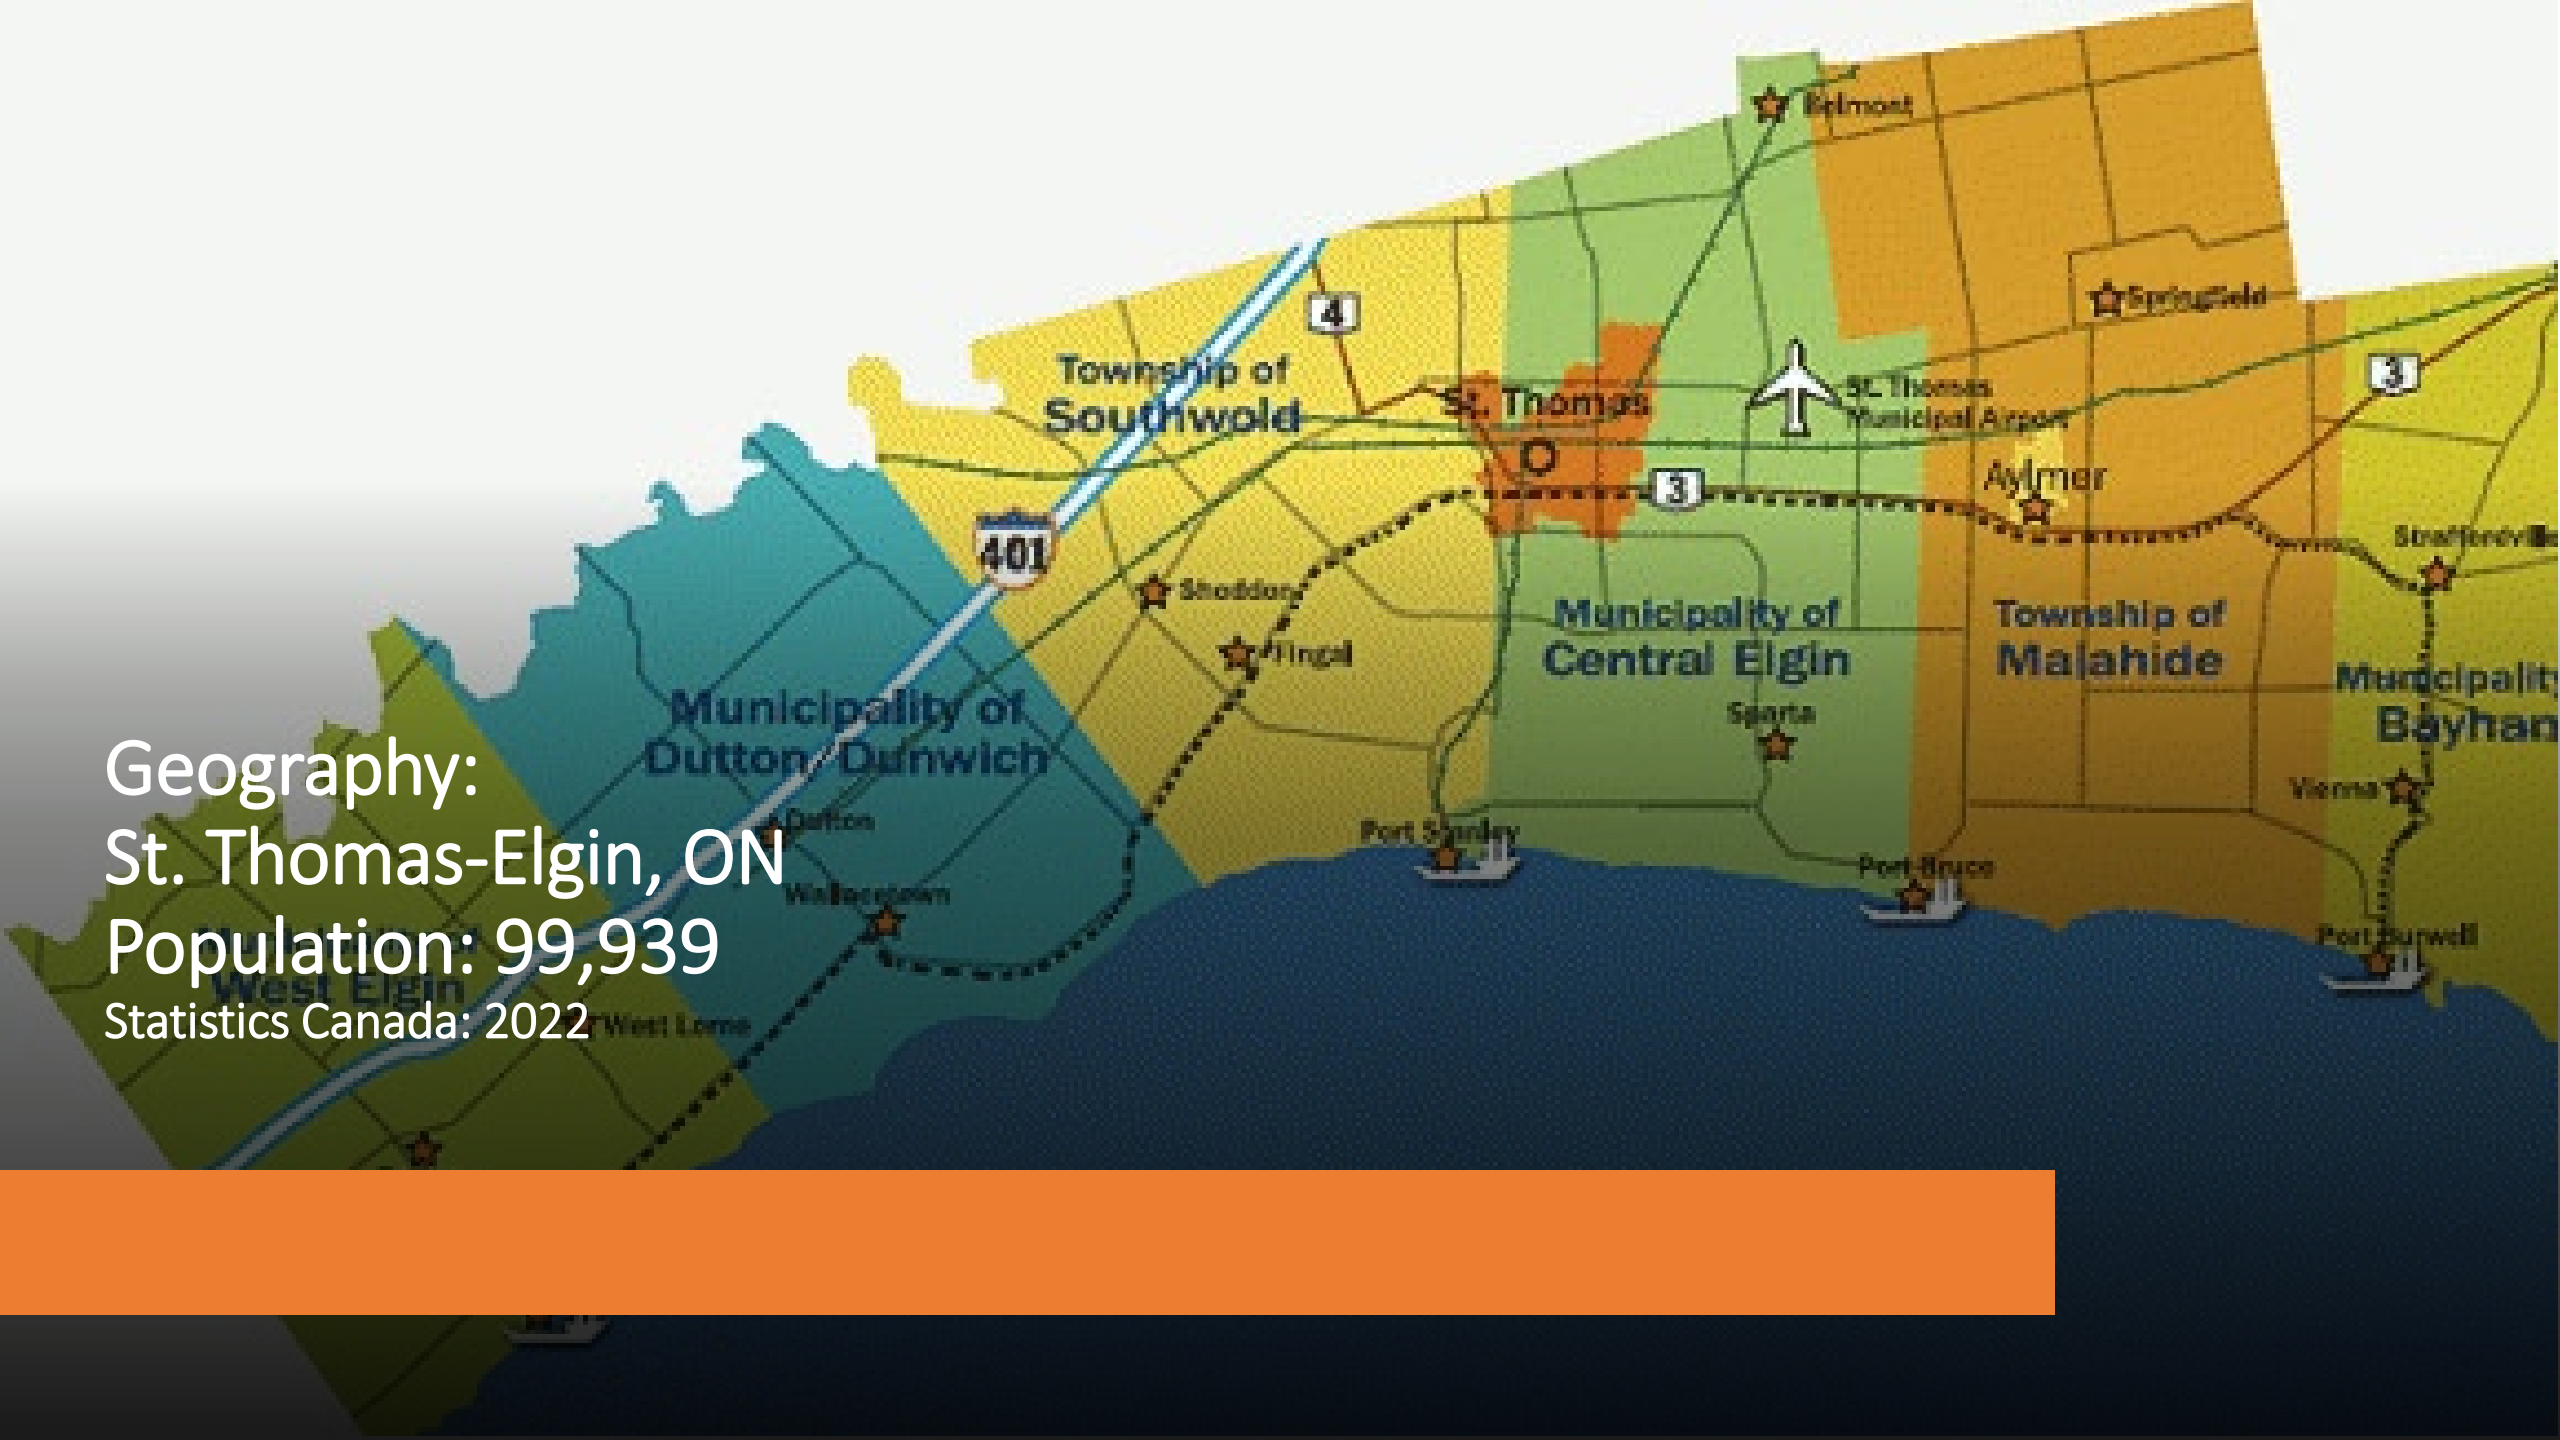 Belmont
Springfield
4
Township of
Southwold
St. Thomas
St. Thomas
Municipal Airport
3
3
Aylmer
401
Straffordville
Shedden
Fingal
Municipality of
Central Elgin
Township of
Malahide
Municipality
Bayham
Municipality of
Dutton/Dunwich
Sparta
Vienna
Dutton
Port Stanley
Port Bruce
Wallacetown
Port Burwell
West Elgin
West Lorne
Geography:
St. Thomas-Elgin, ON
Population: 99,939
Statistics Canada: 2022